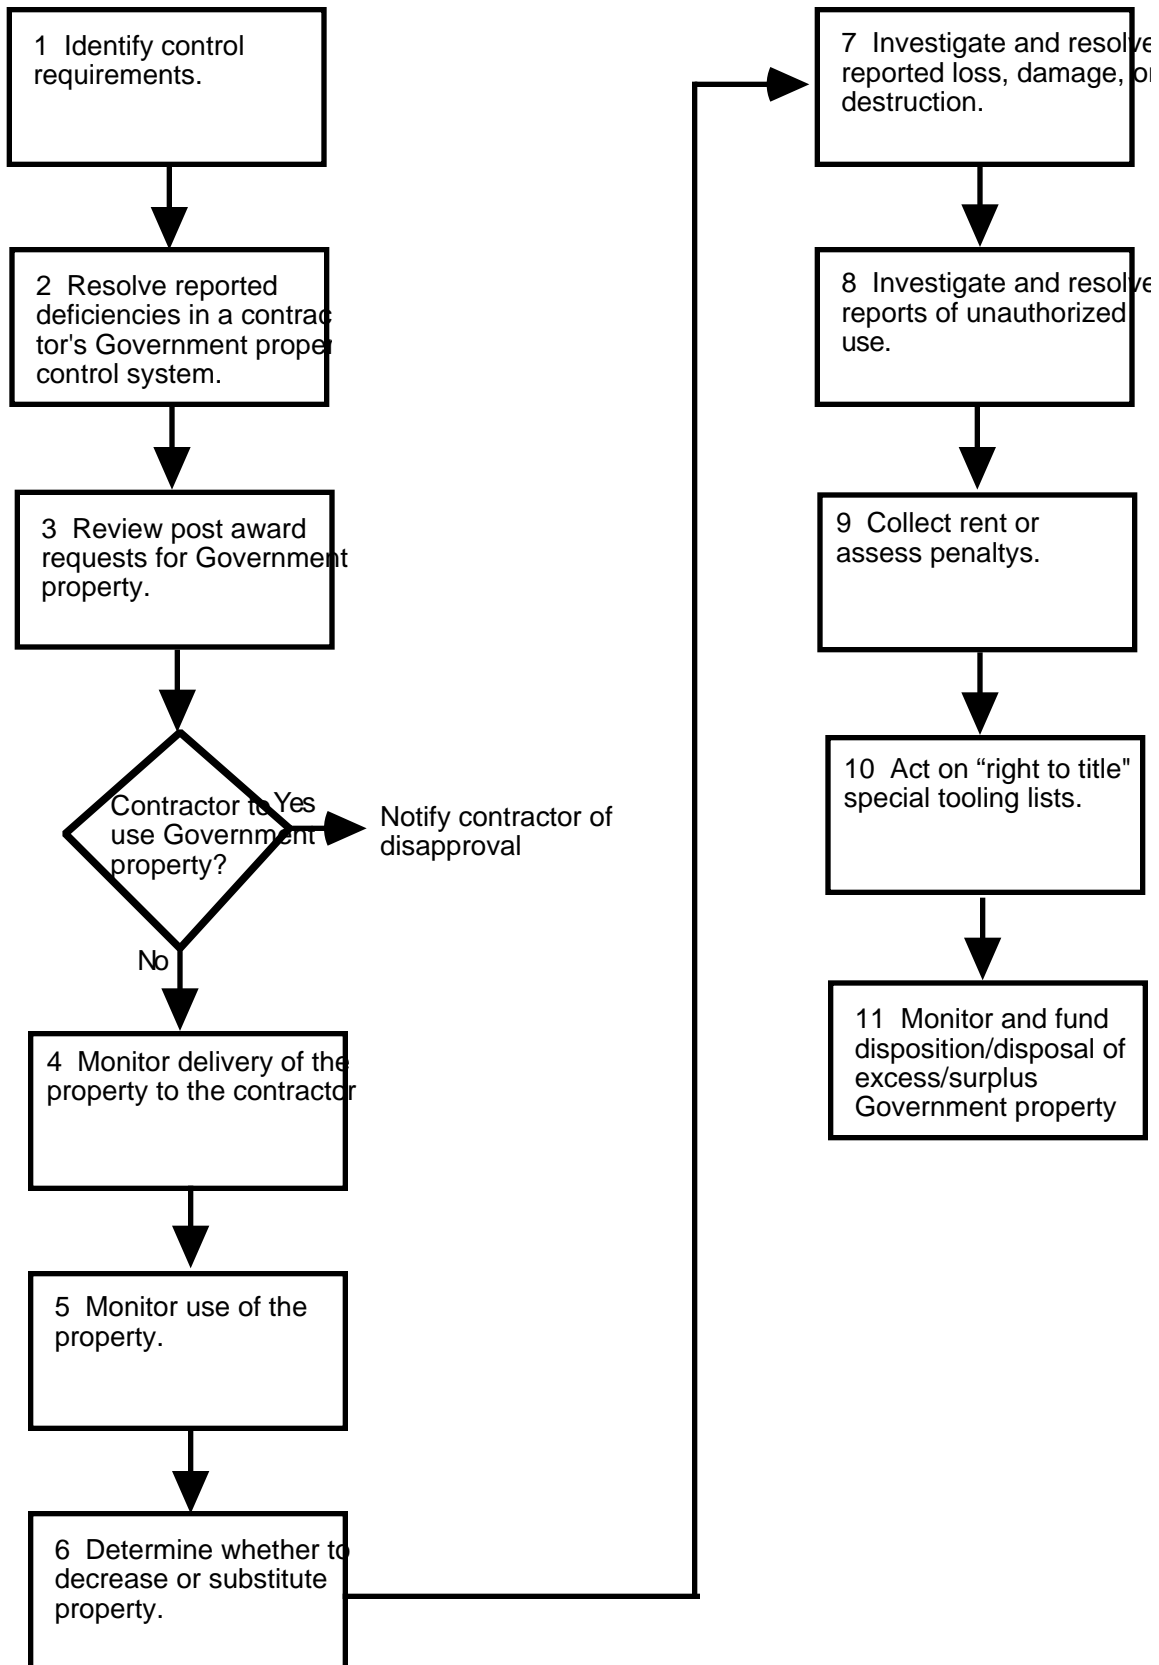 1 Identify control
requirements.
2 Resolve reported
deficiencies in a contrac
tor's Government proper
control system.
3 Review post award
requests for Government
property.
Contractor to
use Government
property?
Yes
Notify contractor of
disapproval
No
4 Monitor delivery of the
property to the contractor
5 Monitor use of the
property.
6 Determine whether to
decrease or substitute
property.
7 Investigate and resolve
reported loss, damage, or
destruction.
8 Investigate and resolve
reports of unauthorized
use.
9 Collect rent or
assess penaltys.
10 Act on “right to title"
special tooling lists.
11 Monitor and fund
disposition/disposal of
excess/surplus
Government property